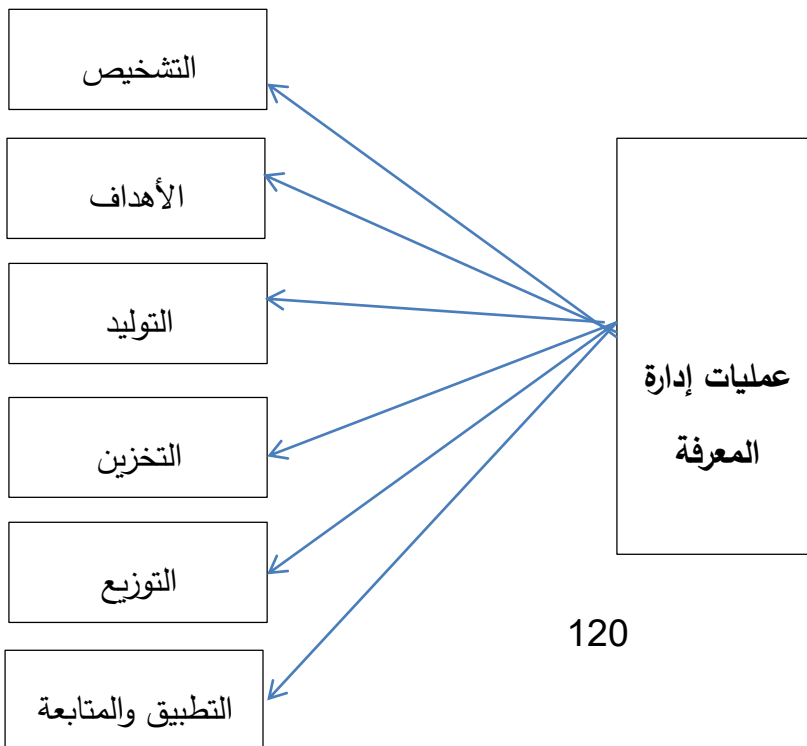 التشخيص
الأهداف
التوليد
التخزين
التوزيع
التطبيق والمتابعة
عمليات إدارة
المعرفة
120